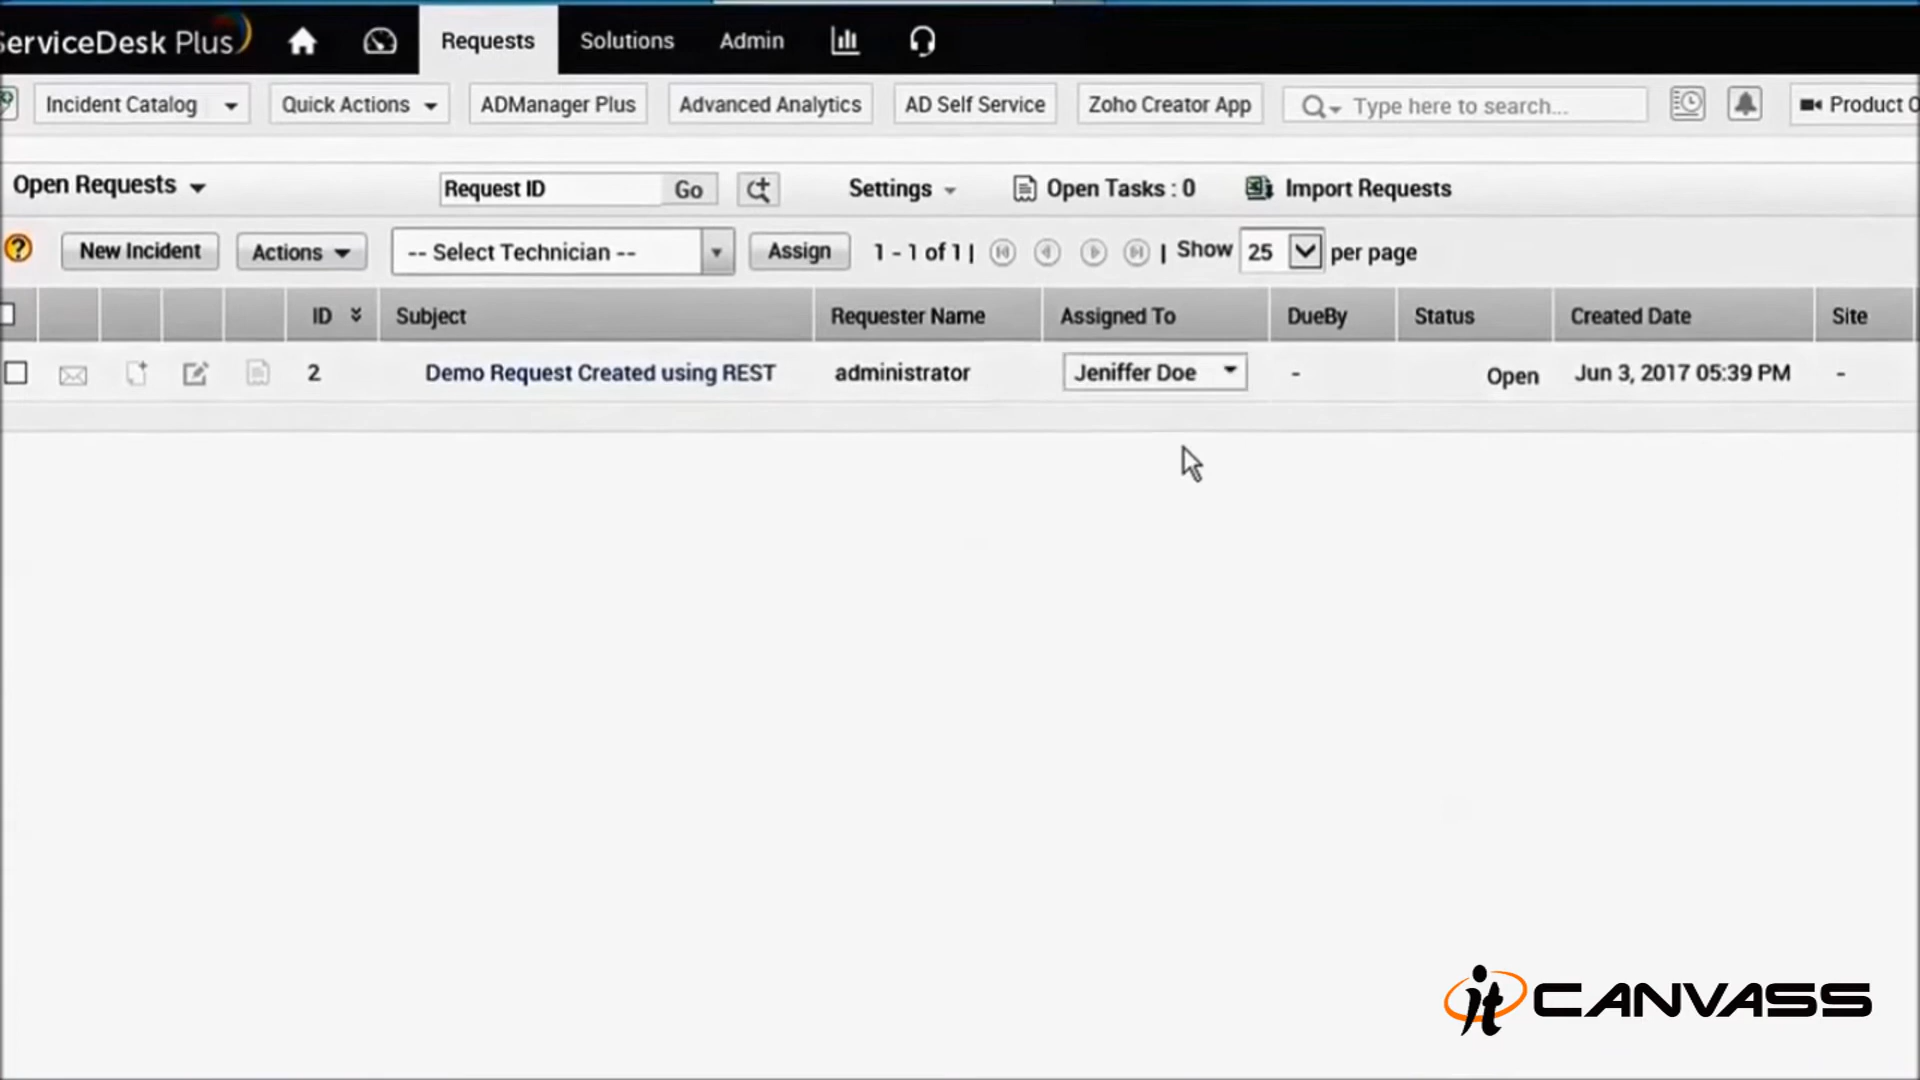 ServiceDesk Plus Requests Solutions Admin
Incident Catalog Quick Actions ADManager Plus Advanced Analytics AD Self Service Zoho Creator App Type here to search... Product
Open Requests Request ID Go Settings Open Tasks : 0 Import Requests
New Incident Actions -- Select Technician -- Assign 1 - 1 of 1 | | Show 25 per page
ID Subject Requester Name Assigned To DueBy Status Created Date Site
2 Demo Request Created using REST administrator Jeniffer Doe - Open Jun 3, 2017 05:39 PM -
it CANVASS